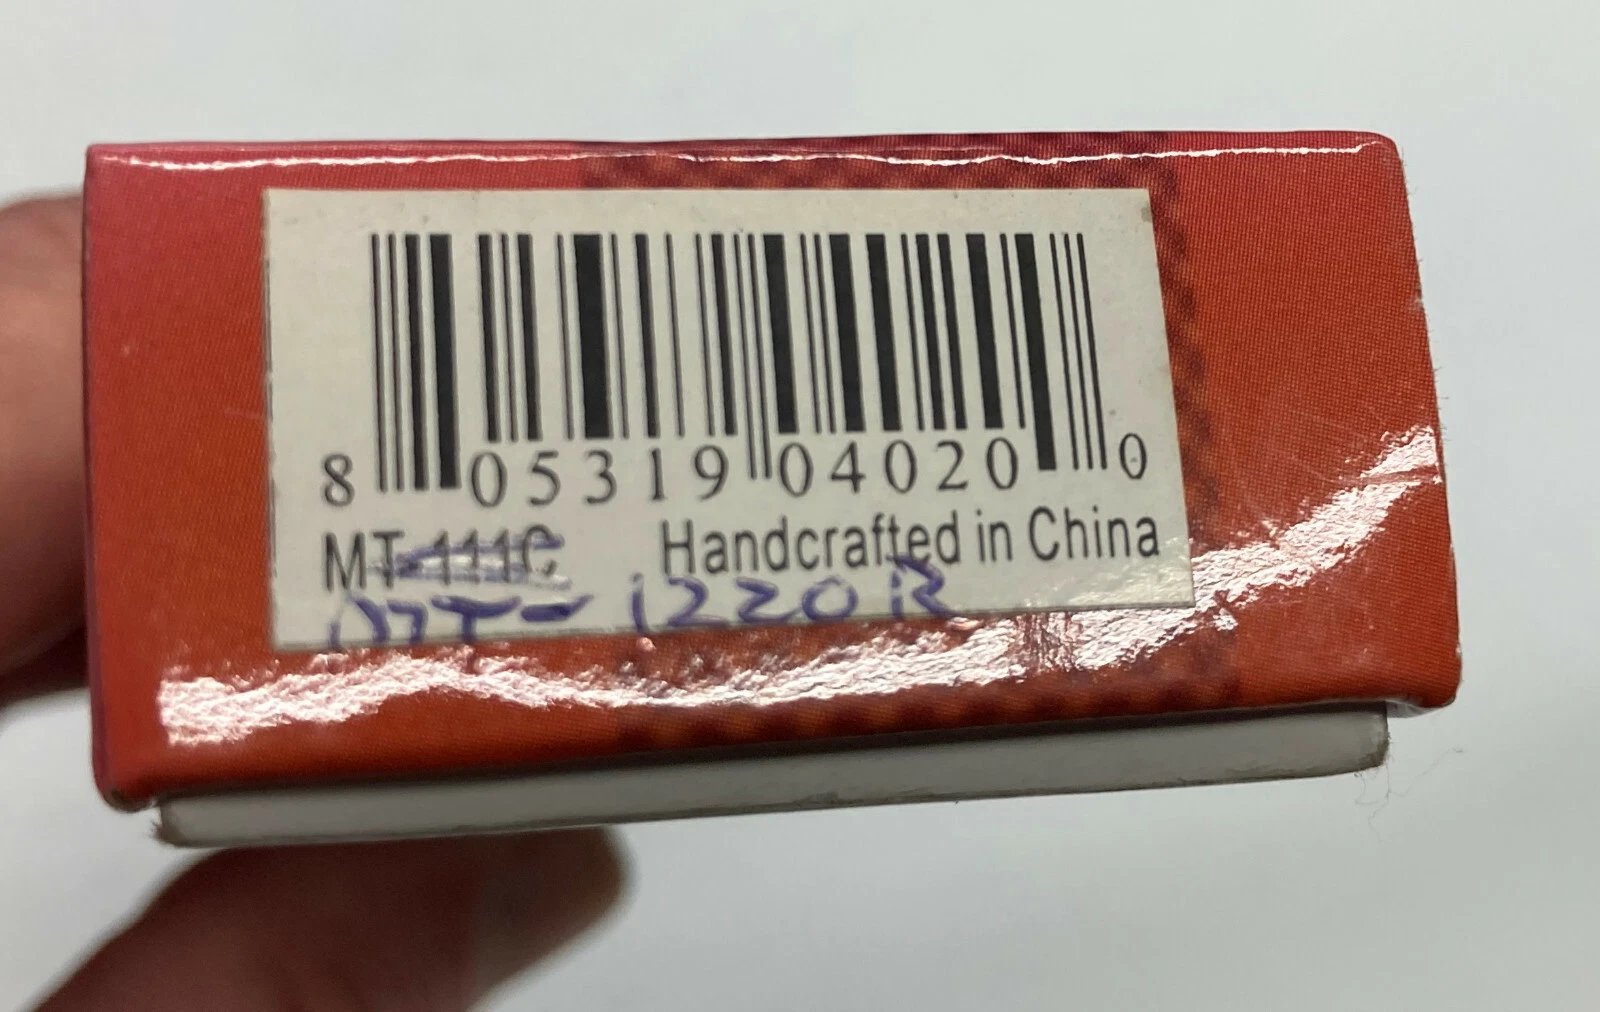 8 05319 04020 0
MT-111C Handcrafted in China
MT-1220R